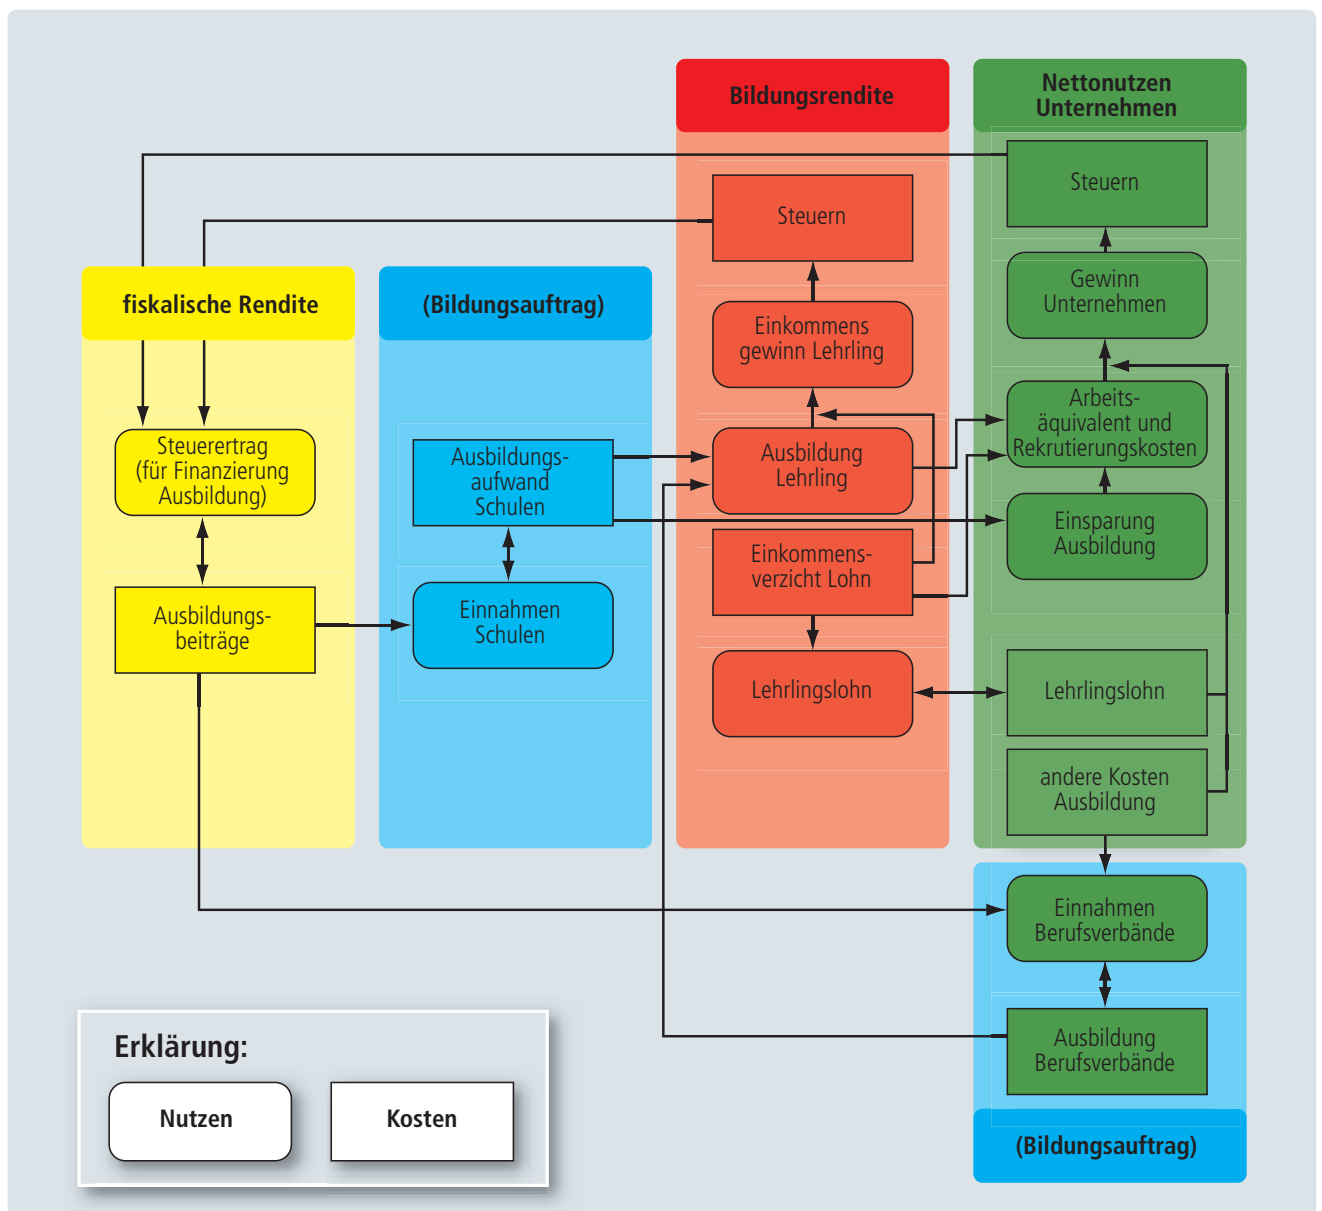 Bildungsrendite
Nettonutzen
Unternehmen
Steuern
Steuern
fiskalische Rendite
(Bildungsauftrag)
Gewinn
Unternehmen
Einkommens
gewinn Lehrling
Steuerertrag
(für Finanzierung
Ausbildung)
Ausbildungs-
aufwand
Schulen
Ausbildung
Lehrling
Arbeits-
äquivalent und
Rekrutierungskosten
Einsparung
Ausbildung
Einkommens-
verzicht Lohn
Ausbildungs-
beiträge
Einnahmen
Schulen
Lehrlingslohn
Lehrlingslohn
andere Kosten
Ausbildung
Einnahmen
Berufsverbände
Ausbildung
Berufsverbände
(Bildungsauftrag)
Erklärung:
Nutzen
Kosten